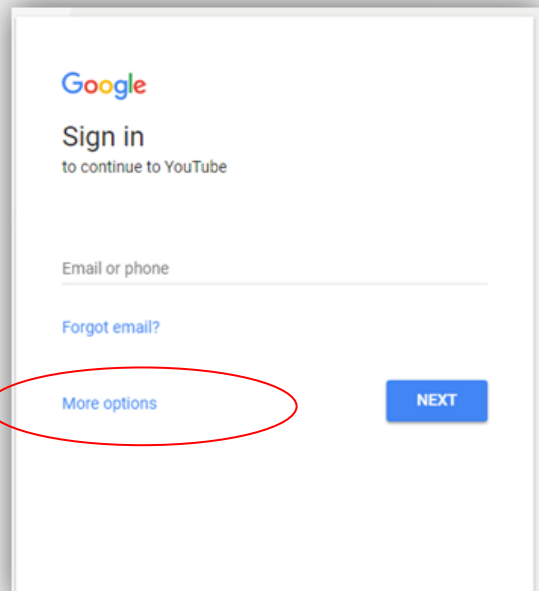 Google
Sign in
to continue to YouTube
Email or phone
Forgot email?
More options
NEXT